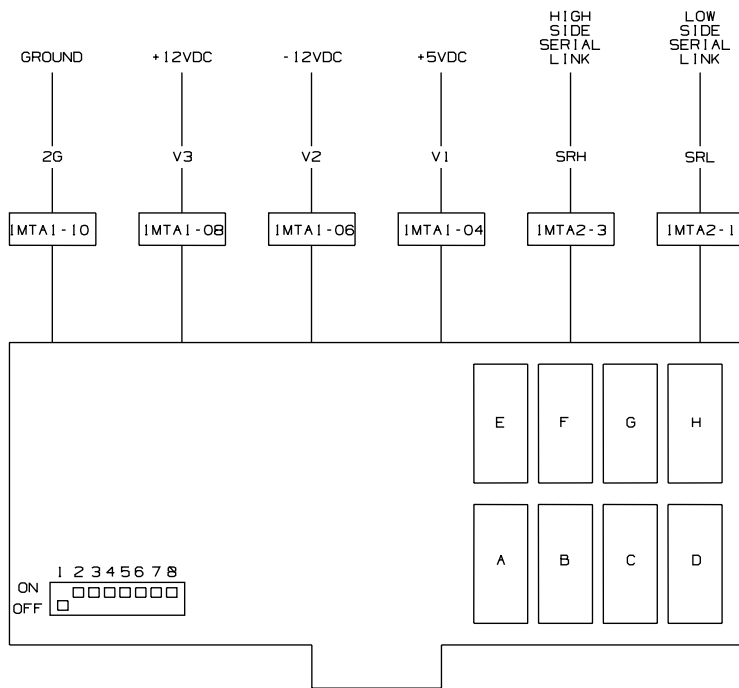 HIGH
SIDE
SERIAL
LINK
LOW
SIDE
SERIAL
LINK
GROUND
+12VDC
-12VDC
+5VDC
2G
V3
V2
V1
SRH
SRL
1MTA1-10
1MTA1-08
1MTA1-06
1MTA1-04
1MTA2-3
1MTA2-1
E
F
G
H
A
B
C
D
1 2 3 4 5 6 7 8
ON
OFF